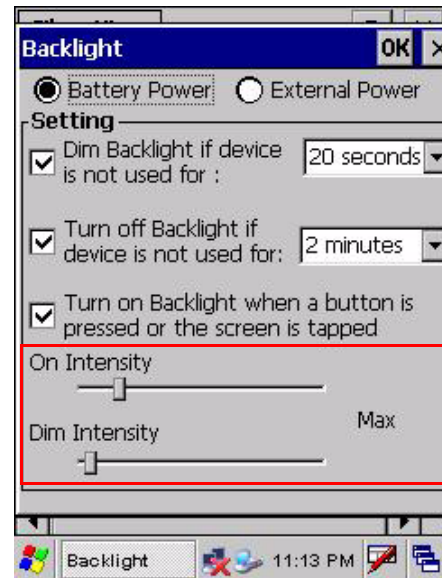 Backlight
OK
Battery Power
External Power
Setting
Dim Backlight if device
is not used for :
20 seconds
Turn off Backlight if
device is not used for:
2 minutes
Turn on Backlight when a button is
pressed or the screen is tapped
On Intensity
Max
Dim Intensity
Backlight
11:13 PM